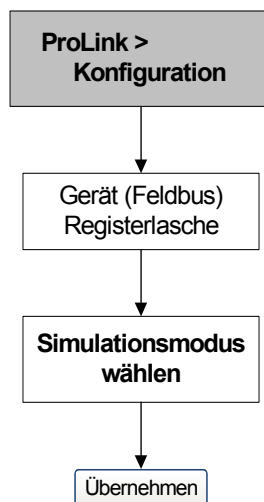 ProLink >
Konfiguration
Gerät (Feldbus)
Registerlasche
Simulationsmodus
wählen
Übernehmen